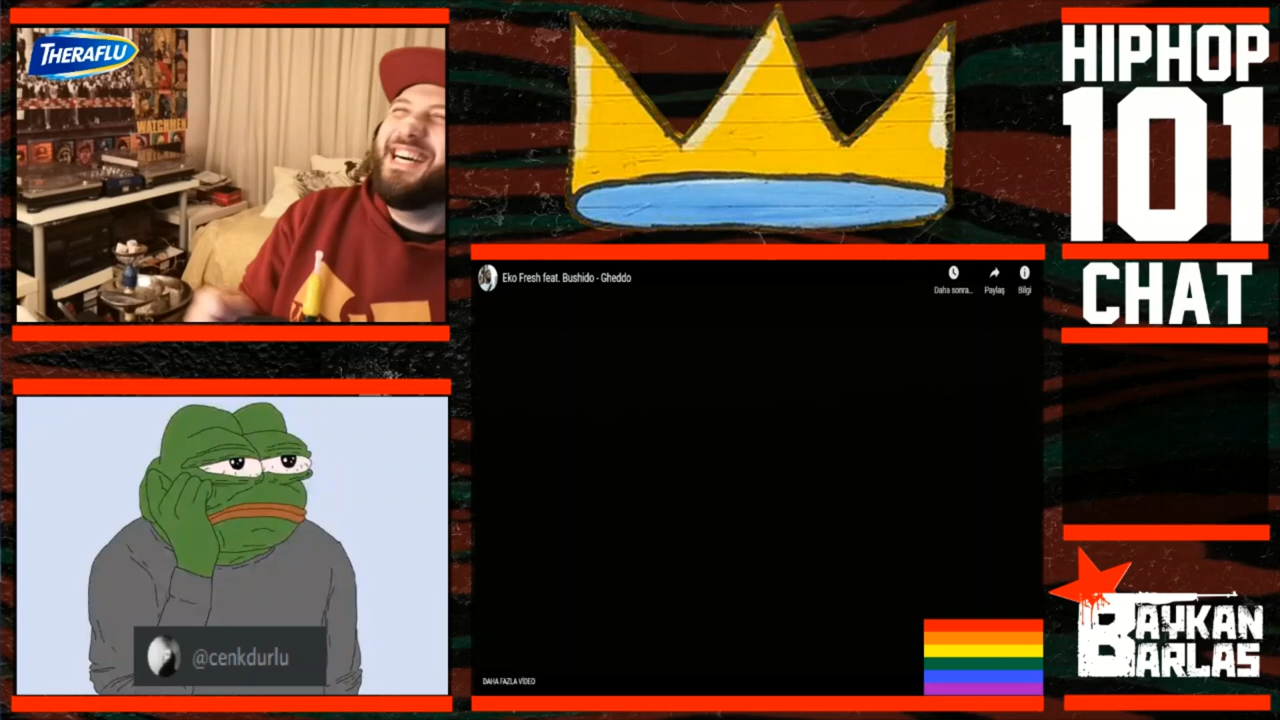 THERAFLU
WATCHMEN
HIPHOP
101
CHAT
Eko Fresh feat. Bushido - Gheddo
Daha sonra...
Paylaş
Bilgi
@cenkdurlu
DAHA FAZLA VİDEO
BAYKAN
BARLAS